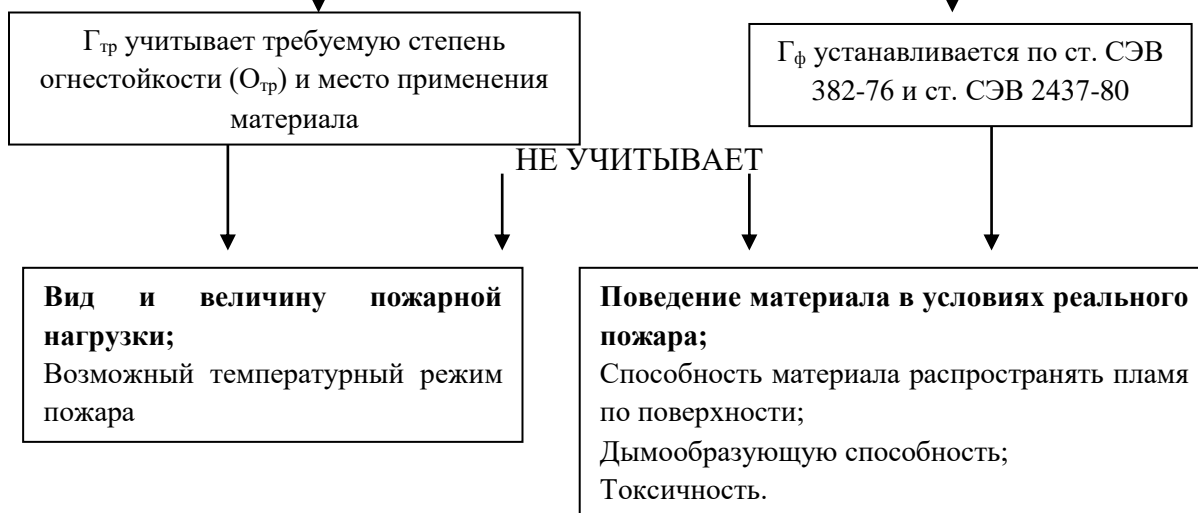 Гтр учитывает требуемую степень
огнестойкости (Отр) и место применения
материала
Гф устанавливается по ст. СЭВ
382-76 и ст. СЭВ 2437-80
НЕ УЧИТЫВАЕТ
Вид и величину пожарной
нагрузки;
Возможный температурный режим
пожара
Поведение материала в условиях реального
пожара;
Способность материала распространять пламя
по поверхности;
Дымообразующую способность;
Токсичность.